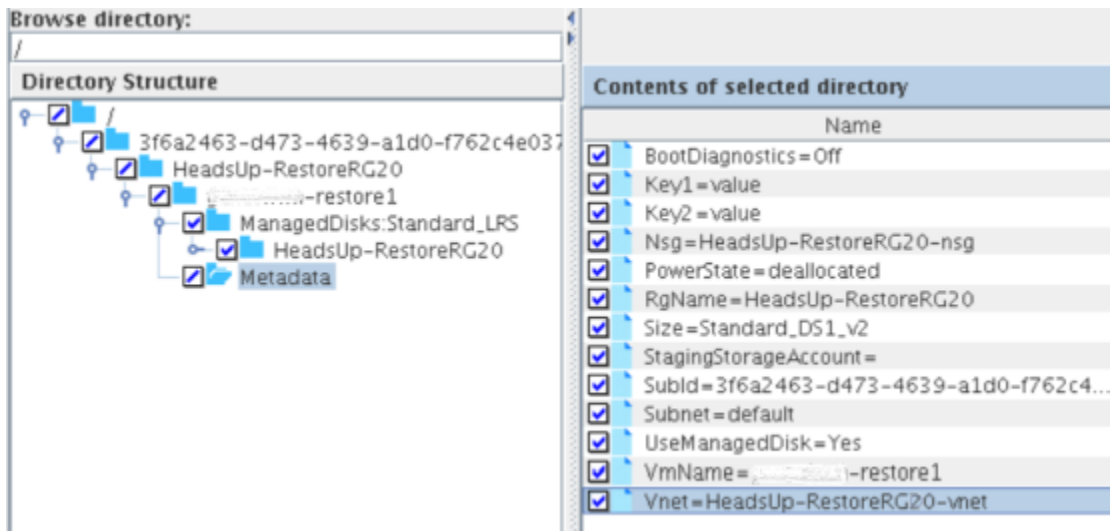 Browse directory:
/
Directory Structure
/
3f6a2463-d473-4639-a1d0-f762c4e037
HeadsUp-RestoreRG20
-restore1
ManagedDisks:Standard_LRS
HeadsUp-RestoreRG20
Metadata
Contents of selected directory
Name
BootDiagnostics=Off
Key1=value
Key2=value
Nsg=HeadsUp-RestoreRG20-nsg
PowerState=deallocated
RgName=HeadsUp-RestoreRG20
Size=Standard_DS1_v2
StagingStorageAccount=
SubId=3f6a2463-d473-4639-a1d0-f762c4...
Subnet=default
UseManagedDisk=Yes
VmName=-restore1
Vnet=HeadsUp-RestoreRG20-vnet